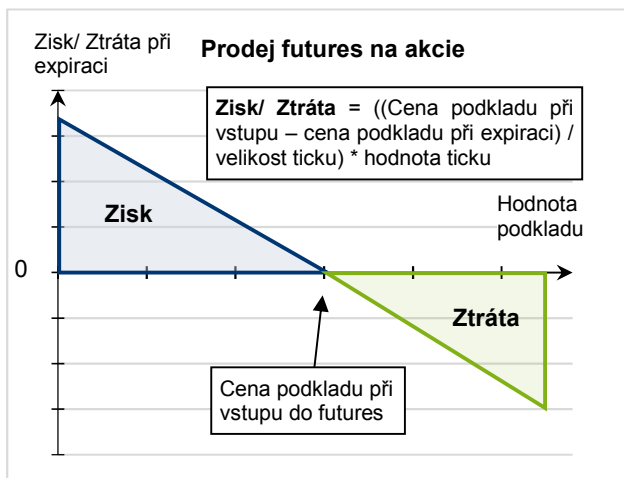 Zisk/ Ztráta při
expiraci
Prodej futures na akcie
Zisk/ Ztráta = ((Cena podkladu při
vstupu – cena podkladu při expiraci) /
velikost ticku) * hodnota ticku
Hodnota
podkladu
Zisk
0
Ztráta
Cena podkladu při
vstupu do futures